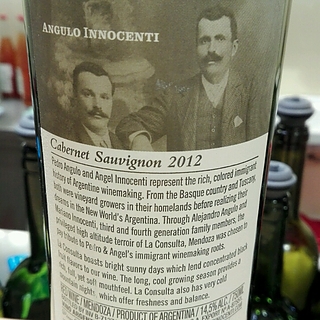 ANGULO INNOCENTI
Cabernet Sauvignon 2012
Pedro Angulo and Angel Innocenti represent the rich, colored immigrant
history of Argentine winemaking. From the Basque country and Tuscany,
both were vineyard growers in their homelands before realizing their
dreams in the New World's Argentina. Through Alejandro Angulo and
Mariano Innocenti, third and fourth generation family members, the
privileged high altitude terroir of La Consulta, Mendoza was chosen to
tribute to Pedro & Angel's immigrant winemaking roots.
La Consulta boasts bright sunny days which lend concentrated black
fruit flavors to our wine. The long, cool growing season provides a
rich, yet soft mouthfeel. La Consulta also has very cold
nights which offer freshness and balance.
RED WINE / MENDOZA / PRODUCT OF ARGENTINA / 14.5% ALC / 750ML